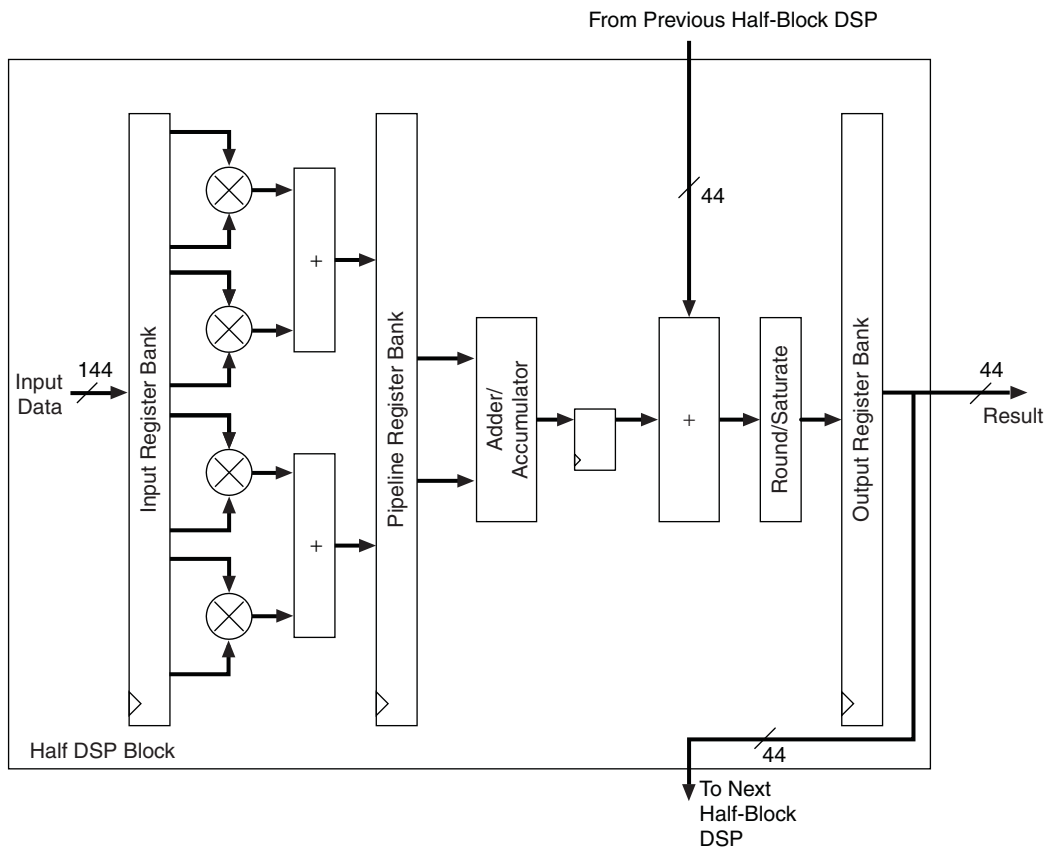 From Previous Half-Block DSP
44
Input
Data
144
Input Register Bank
+
+
Pipeline Register Bank
Adder/
Accumulator
+
Round/Saturate
Output Register Bank
44
Result
Half DSP Block
44
To Next
Half-Block
DSP